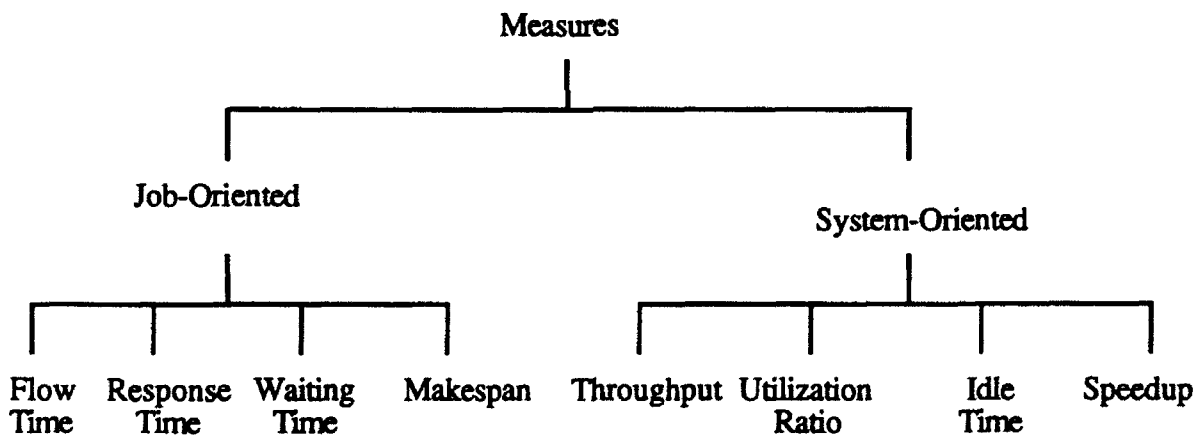 Measures
Job-Oriented
System-Oriented
Flow Time
Response Time
Waiting Time
Makespan
Throughput
Utilization Ratio
Idle Time
Speedup